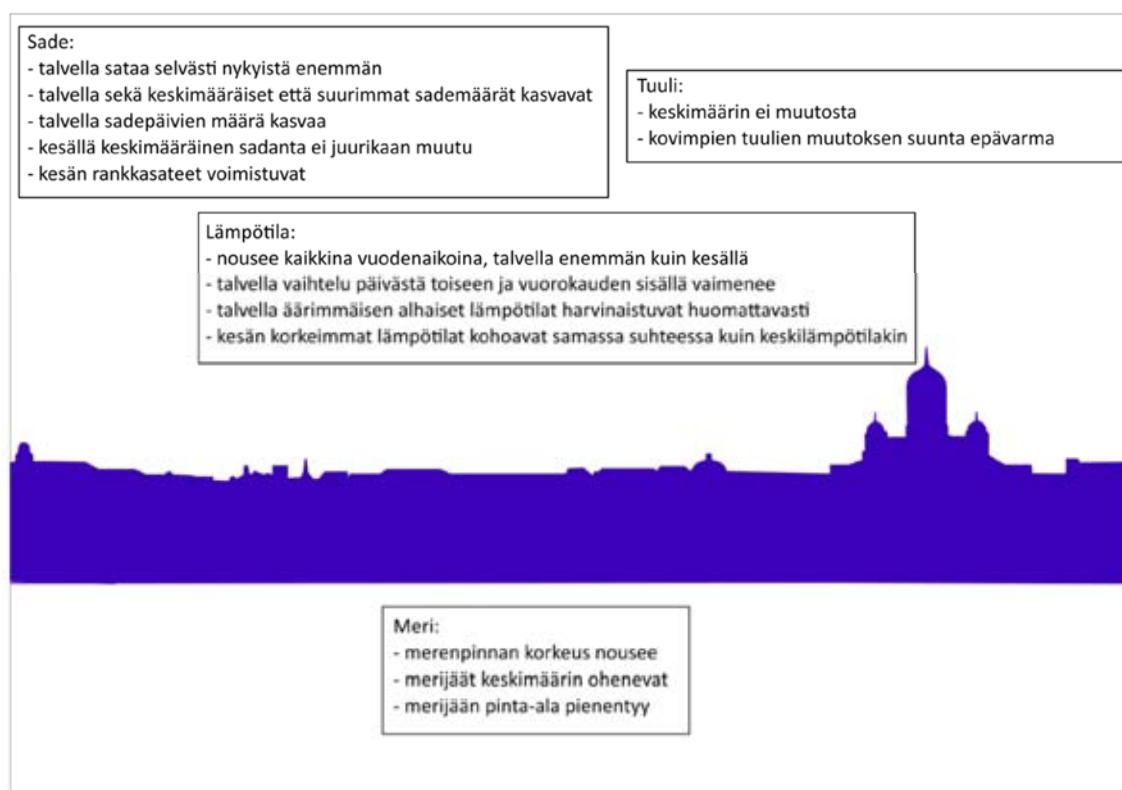 Sade:
- talvella sataa selvästi nykyistä enemmän
- talvella sekä keskimääräiset että suurimmat sademäärät kasvavat
- talvella sadepäivien määrä kasvaa
- kesällä keskimääräinen sadanta ei juurikaan muutu
- kesän rankkasateet voimistuvat
Tuuli:
- keskimäärin ei muutosta
- kovimpien tuulien muutoksen suunta epävarma
Lämpötila:
- nousee kaikkina vuodenaikoina, talvella enemmän kuin kesällä
- talvella vaihtelu päivästä toiseen ja vuorokauden sisällä vaimenee
- talvella äärimmäisen alhaiset lämpötilat harvinaistuvat huomattavasti
- kesän korkeimmat lämpötilat kohoavat samassa suhteessa kuin keskilämpötilakin
Meri:
- merenpinnan korkeus nousee
- merijäät keskimäärin ohenevat
- merijään pinta-ala pienentyy